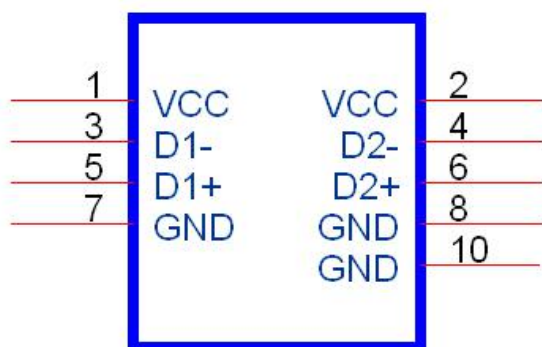 1 VCC VCC 2
3 D1- D2- 4
5 D1+ D2+ 6
7 GND GND 8
GND 10